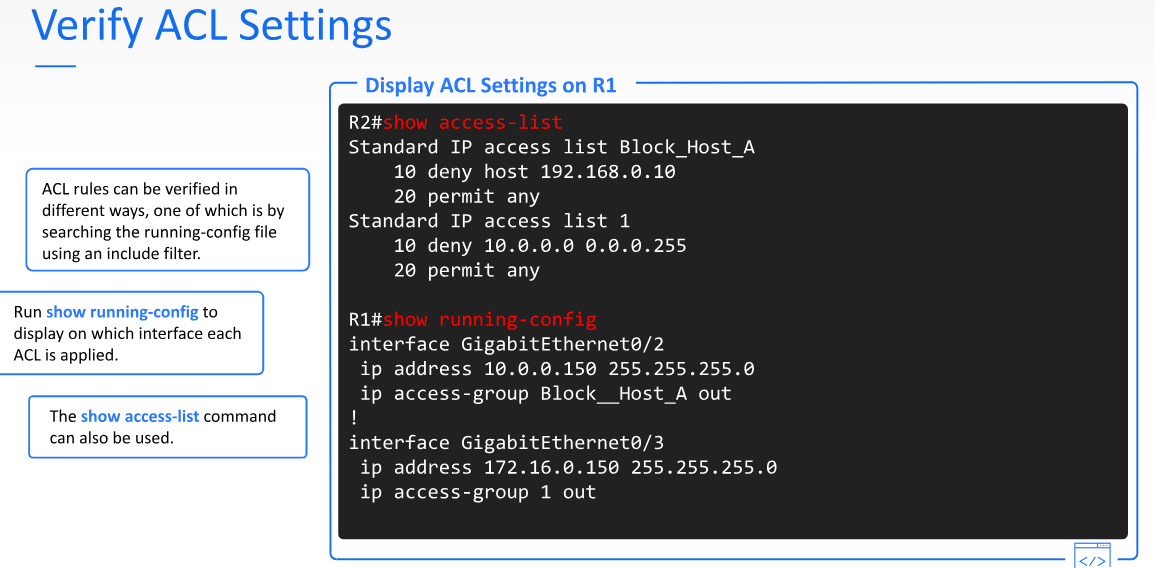 Verify ACL Settings
Display ACL Settings on R1
R2#show access-list
Standard IP access list Block_Host_A
10 deny host 192.168.0.10
20 permit any
Standard IP access list 1
10 deny 10.0.0.0 0.0.0.255
20 permit any
R1#show running-config
interface GigabitEthernet0/2
ip address 10.0.0.150 255.255.255.0
ip access-group Block__Host_A out
!
interface GigabitEthernet0/3
ip address 172.16.0.150 255.255.255.0
ip access-group 1 out
ACL rules can be verified in
different ways, one of which is by
searching the running-config file
using an include filter.
Run show running-config to
display on which interface each
ACL is applied.
The show access-list command
can also be used.
</>